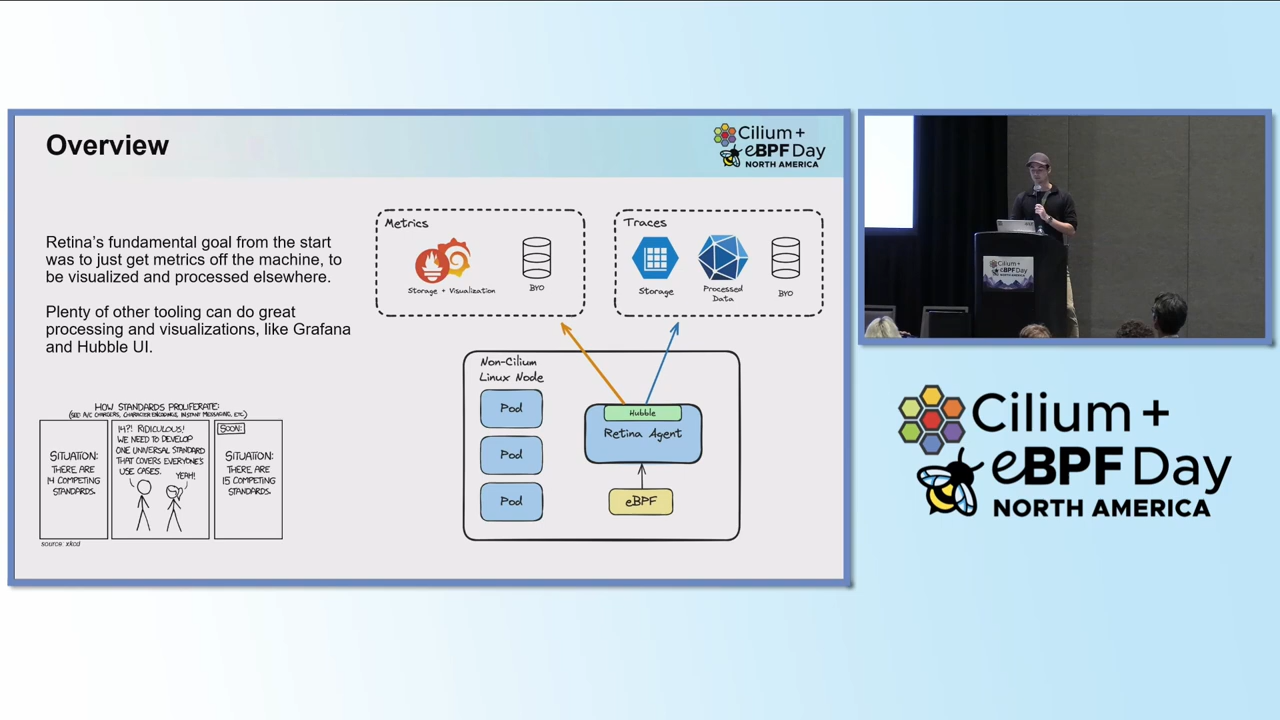 Overview
Cilium +
eBPF Day
NORTH AMERICA
Retina's fundamental goal from the start
was to just get metrics off the machine, to
be visualized and processed elsewhere.
Plenty of other tooling can do great
processing and visualizations, like Grafana
and Hubble UI.
HOW STANDARDS PROLIFERATE:
(SEE: A/C CHARGERS, CHARACTER ENCODINGS, INSTANT MESSAGING, ETC.)
SITUATION:
THERE ARE
14 COMPETING
STANDARDS.
14?! RIDICULOUS!
WE NEED TO DEVELOP
ONE UNIVERSAL STANDARD
THAT COVERS EVERYONE'S
USE CASES.
YEAH!
SOON:
SITUATION:
THERE ARE
15 COMPETING
STANDARDS.
source: xkcd
Metrics
Storage + Visualization
BYO
Traces
Storage
Processed
Data
BYO
Non-Cilium
Linux Node
Pod
Pod
Pod
Hubble
Retina Agent
eBPF
Cilium +
eBPF Day
NORTH AMERICA
Cilium +
eBPF Day
NORTH AMERICA